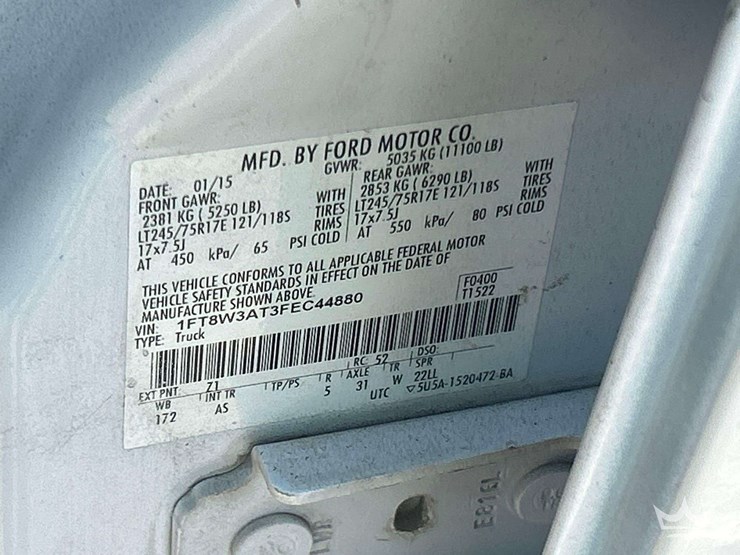 MFD. BY FORD MOTOR CO.
DATE: 01/15 GVWR: 5035 KG (11100 LB)
FRONT GAWR: REAR GAWR:
2381 KG ( 5250 LB) WITH 2853 KG ( 6290 LB) WITH
LT245/75R17E 121/118S TIRES LT245/75R17E 121/118S TIRES
17x7.5J RIMS 17x7.5J RIMS
AT 450 kPa/ 65 PSI COLD AT 550 kPa/ 80 PSI COLD
THIS VEHICLE CONFORMS TO ALL APPLICABLE FEDERAL MOTOR
VEHICLE SAFETY STANDARDS IN EFFECT ON THE DATE OF
MANUFACTURE SHOWN ABOVE.
VIN: 1FT8W3AT3FEC44880 F0400
TYPE: Truck T1522
EXT PNT: Z1 RC: 52 DSO:
WB INT TR TP/PS R AXLE TR SPR
172 AS 5 31 W 22LL
UTC ▽5U5A-1520472-BA
E816L